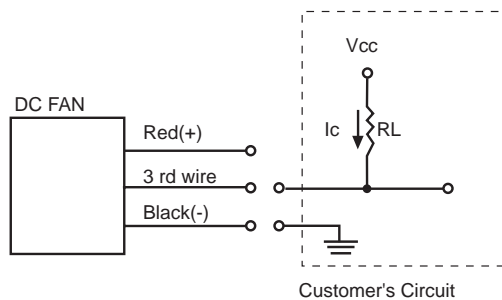 Vcc
DC FAN
Red(+)
Ic
RL
3 rd wire
Black(-)
Customer's Circuit